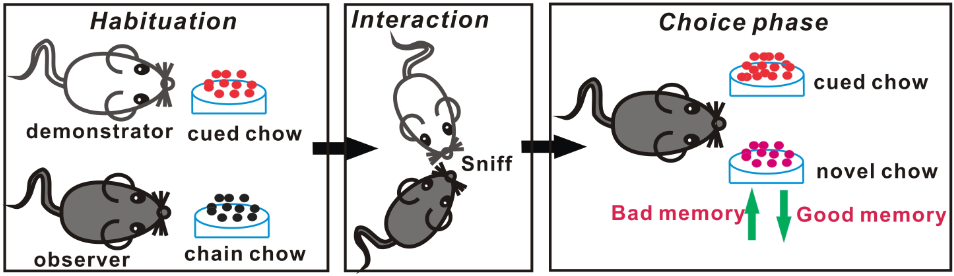 Habituation
demonstrator
cued chow
observer
chain chow
Interaction
Sniff
Choice phase
cued chow
novel chow
Bad memory
Good memory